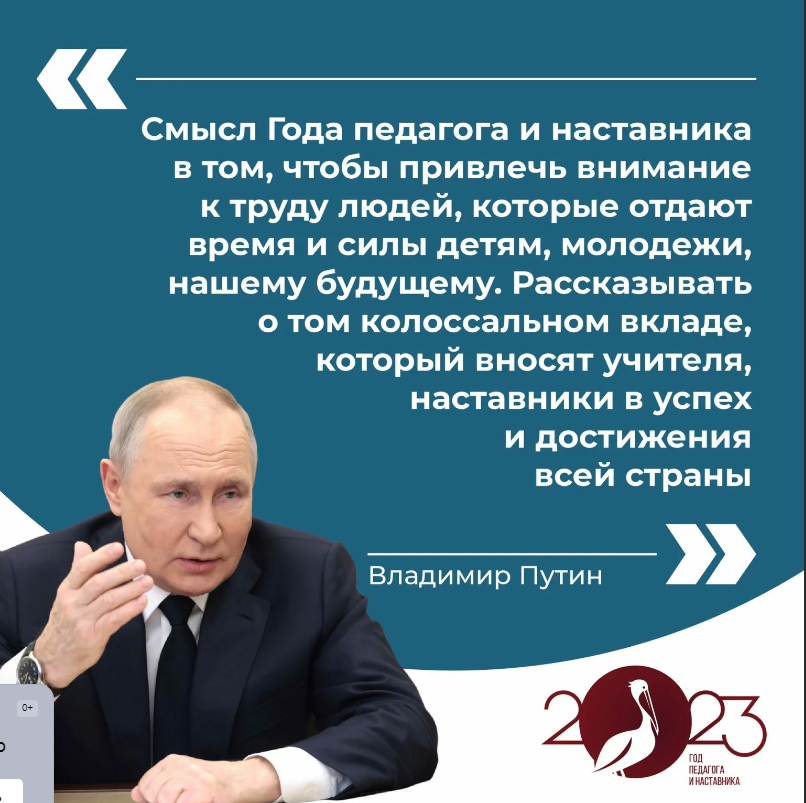 Смысл Года педагога и наставника
в том, чтобы привлечь внимание
к труду людей, которые отдают
время и силы детям, молодежи,
нашему будущему. Рассказывать
о том колоссальном вкладе,
который вносят учителя,
наставники в успех
и достижения
всей страны
Владимир Путин
2023
ГОД
ПЕДАГОГА
И НАСТАВНИКА
0+
о